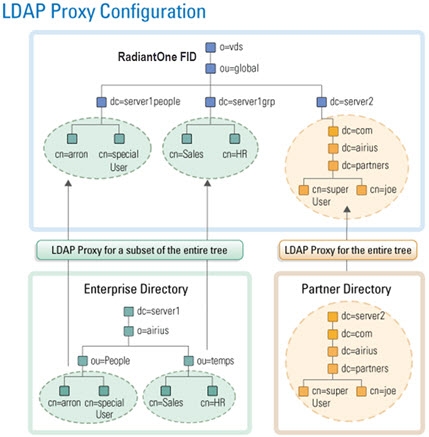 LDAP Proxy Configuration
RadiantOne FID
o=vds
ou=global
dc=server1people
dc=server1grp
dc=server2
cn=arron
cn=special
User
cn=Sales
cn=HR
dc=com
dc=airius
dc=partners
cn=super
User
cn=joe
LDAP Proxy for a subset of the entire tree
LDAP Proxy for the entire tree
Enterprise Directory
dc=server1
o=airius
ou=People
ou=temps
cn=arron
cn=special
User
cn=Sales
cn=HR
Partner Directory
dc=server2
dc=com
dc=airius
dc=partners
cn=super
User
cn=joe